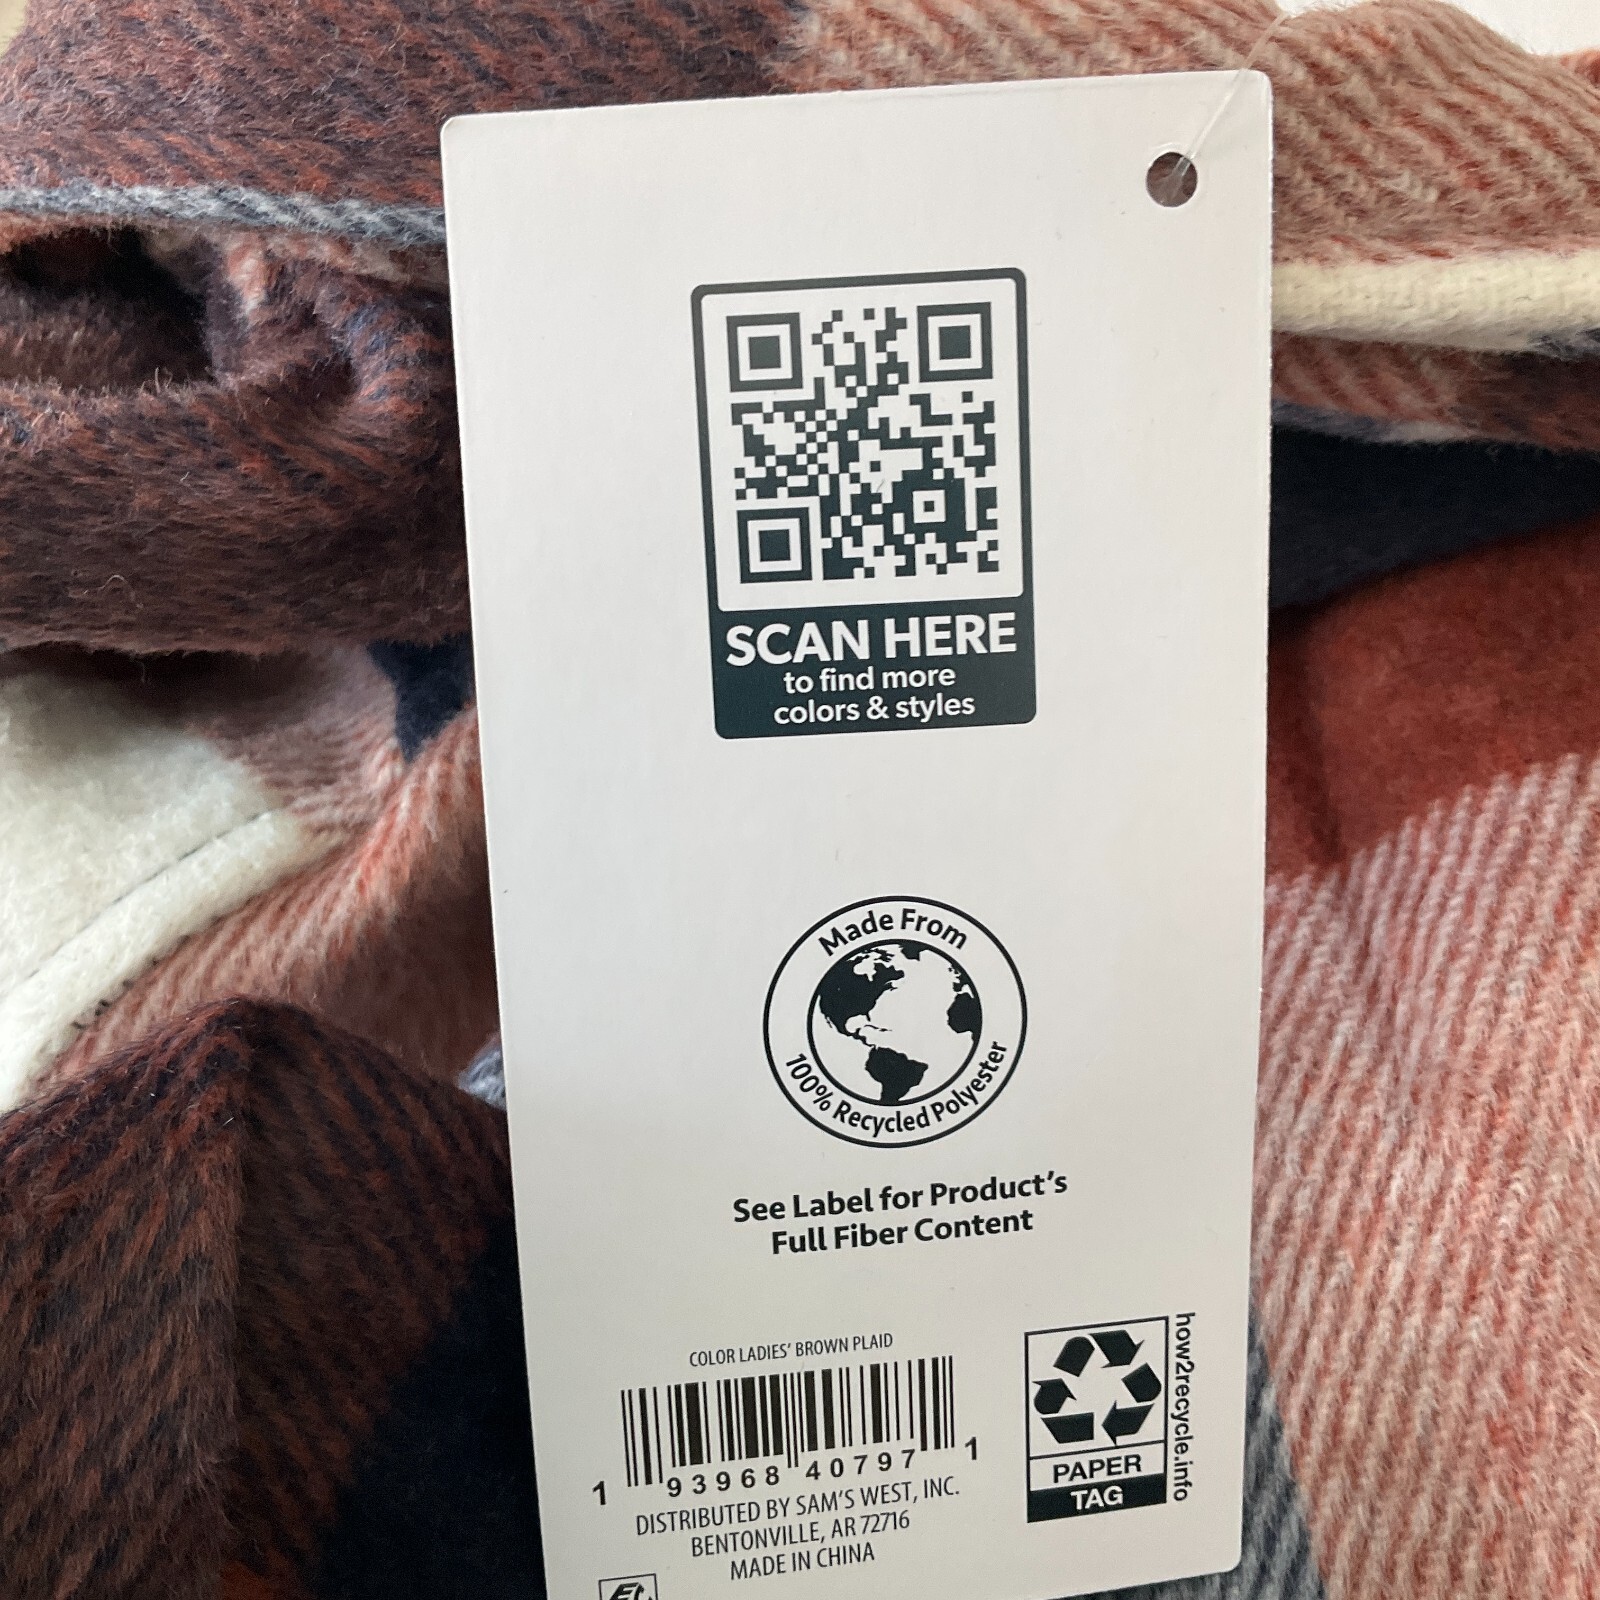 SCAN HERE
to find more
colors & styles
Made From
100% Recycled Polyester
See Label for Product's
Full Fiber Content
COLOR LADIES' BROWN PLAID
1 93968 40797 1
DISTRIBUTED BY SAM'S WEST, INC.
BENTONVILLE, AR 72716
MADE IN CHINA
PAPER
TAG
how2recycle.info